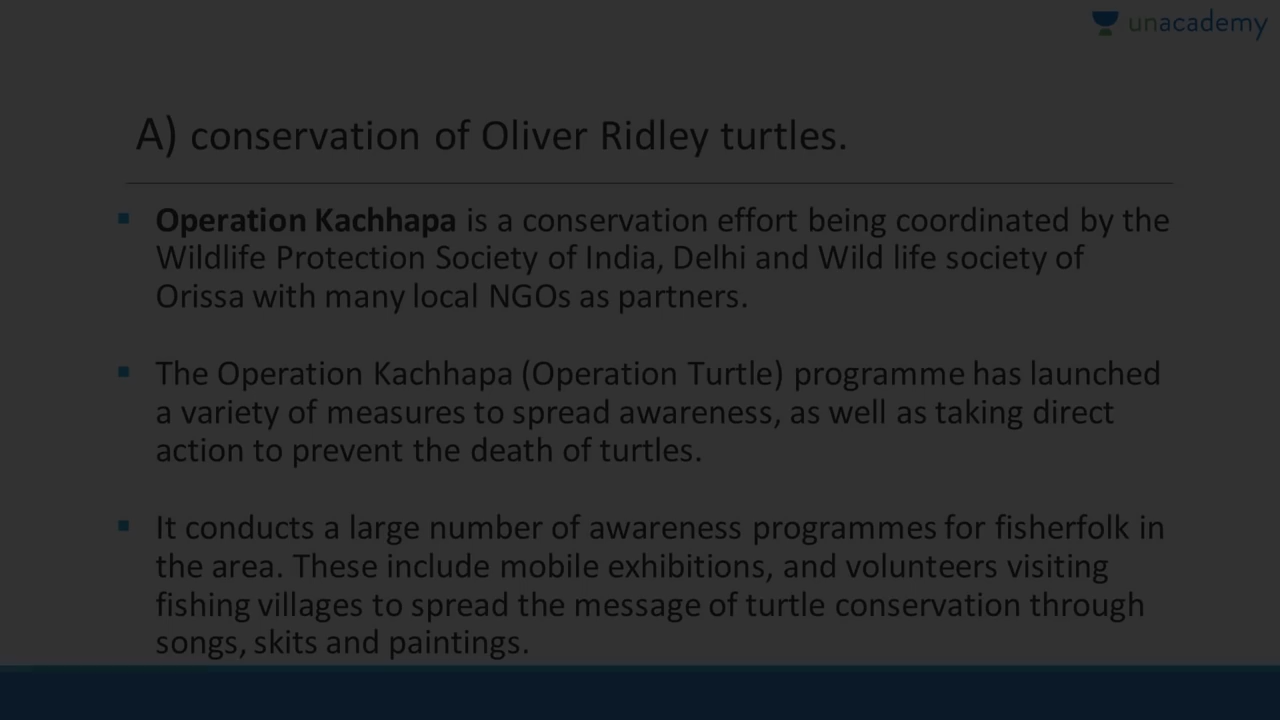 unacademy
A) conservation of Oliver Ridley turtles.
▪ Operation Kachhapa is a conservation effort being coordinated by the
Wildlife Protection Society of India, Delhi and Wild life society of
Orissa with many local NGOs as partners.
▪ The Operation Kachhapa (Operation Turtle) programme has launched
a variety of measures to spread awareness, as well as taking direct
action to prevent the death of turtles.
▪ It conducts a large number of awareness programmes for fisherfolk in
the area. These include mobile exhibitions, and volunteers visiting
fishing villages to spread the message of turtle conservation through
songs, skits and paintings.